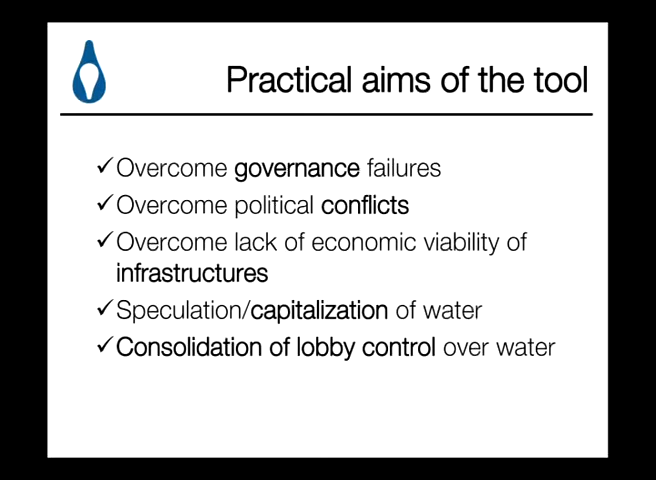 Practical aims of the tool
✓Overcome governance failures
✓Overcome political conflicts
✓Overcome lack of economic viability of
infrastructures
✓Speculation/capitalization of water
✓Consolidation of lobby control over water